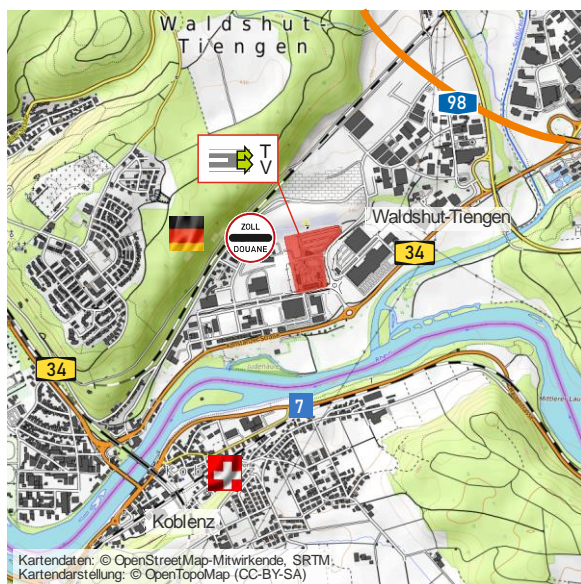 Waldshut-
Tiengen
98
T
V
ZOLL
DOUANE
Waldshut-Tiengen
34
34
7
Koblenz
Kartendaten: © OpenStreetMap-Mitwirkende, SRTM,
Kartendarstellung: © OpenTopoMap (CC-BY-SA)